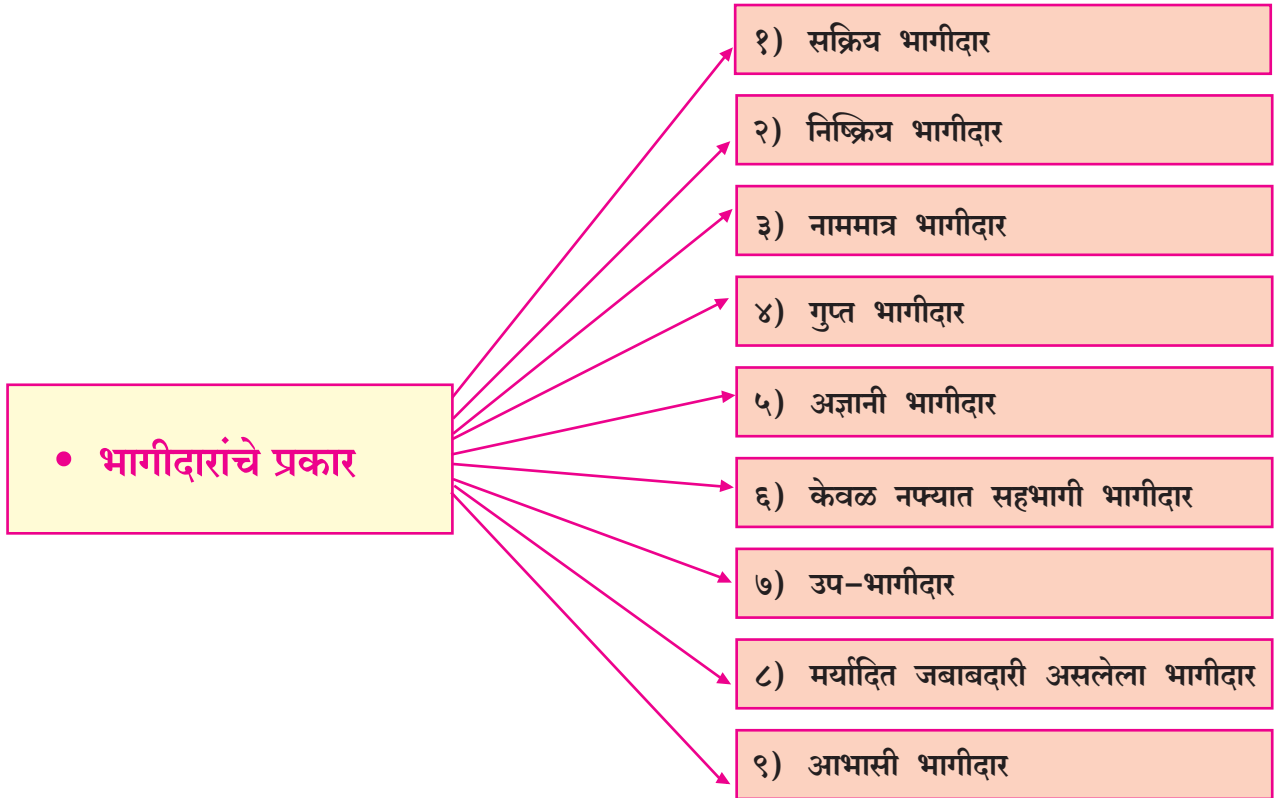 • भागीदारांचे प्रकार
१) सक्रिय भागीदार
२) निष्क्रिय भागीदार
३) नाममात्र भागीदार
४) गुप्त भागीदार
५) अज्ञानी भागीदार
६) केवळ नफ्यात सहभागी भागीदार
७) उप-भागीदार
८) मर्यादित जबाबदारी असलेला भागीदार
९) आभासी भागीदार